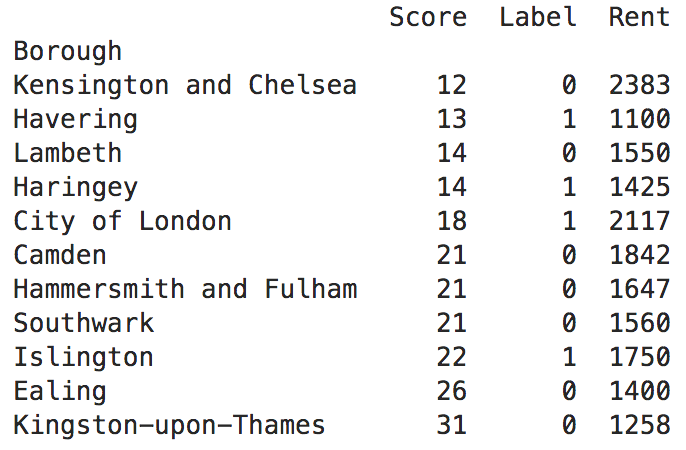 Score Label Rent
Borough
Kensington and Chelsea 12 0 2383
Havering 13 1 1100
Lambeth 14 0 1550
Haringey 14 1 1425
City of London 18 1 2117
Camden 21 0 1842
Hammersmith and Fulham 21 0 1647
Southwark 21 0 1560
Islington 22 1 1750
Ealing 26 0 1400
Kingston-upon-Thames 31 0 1258